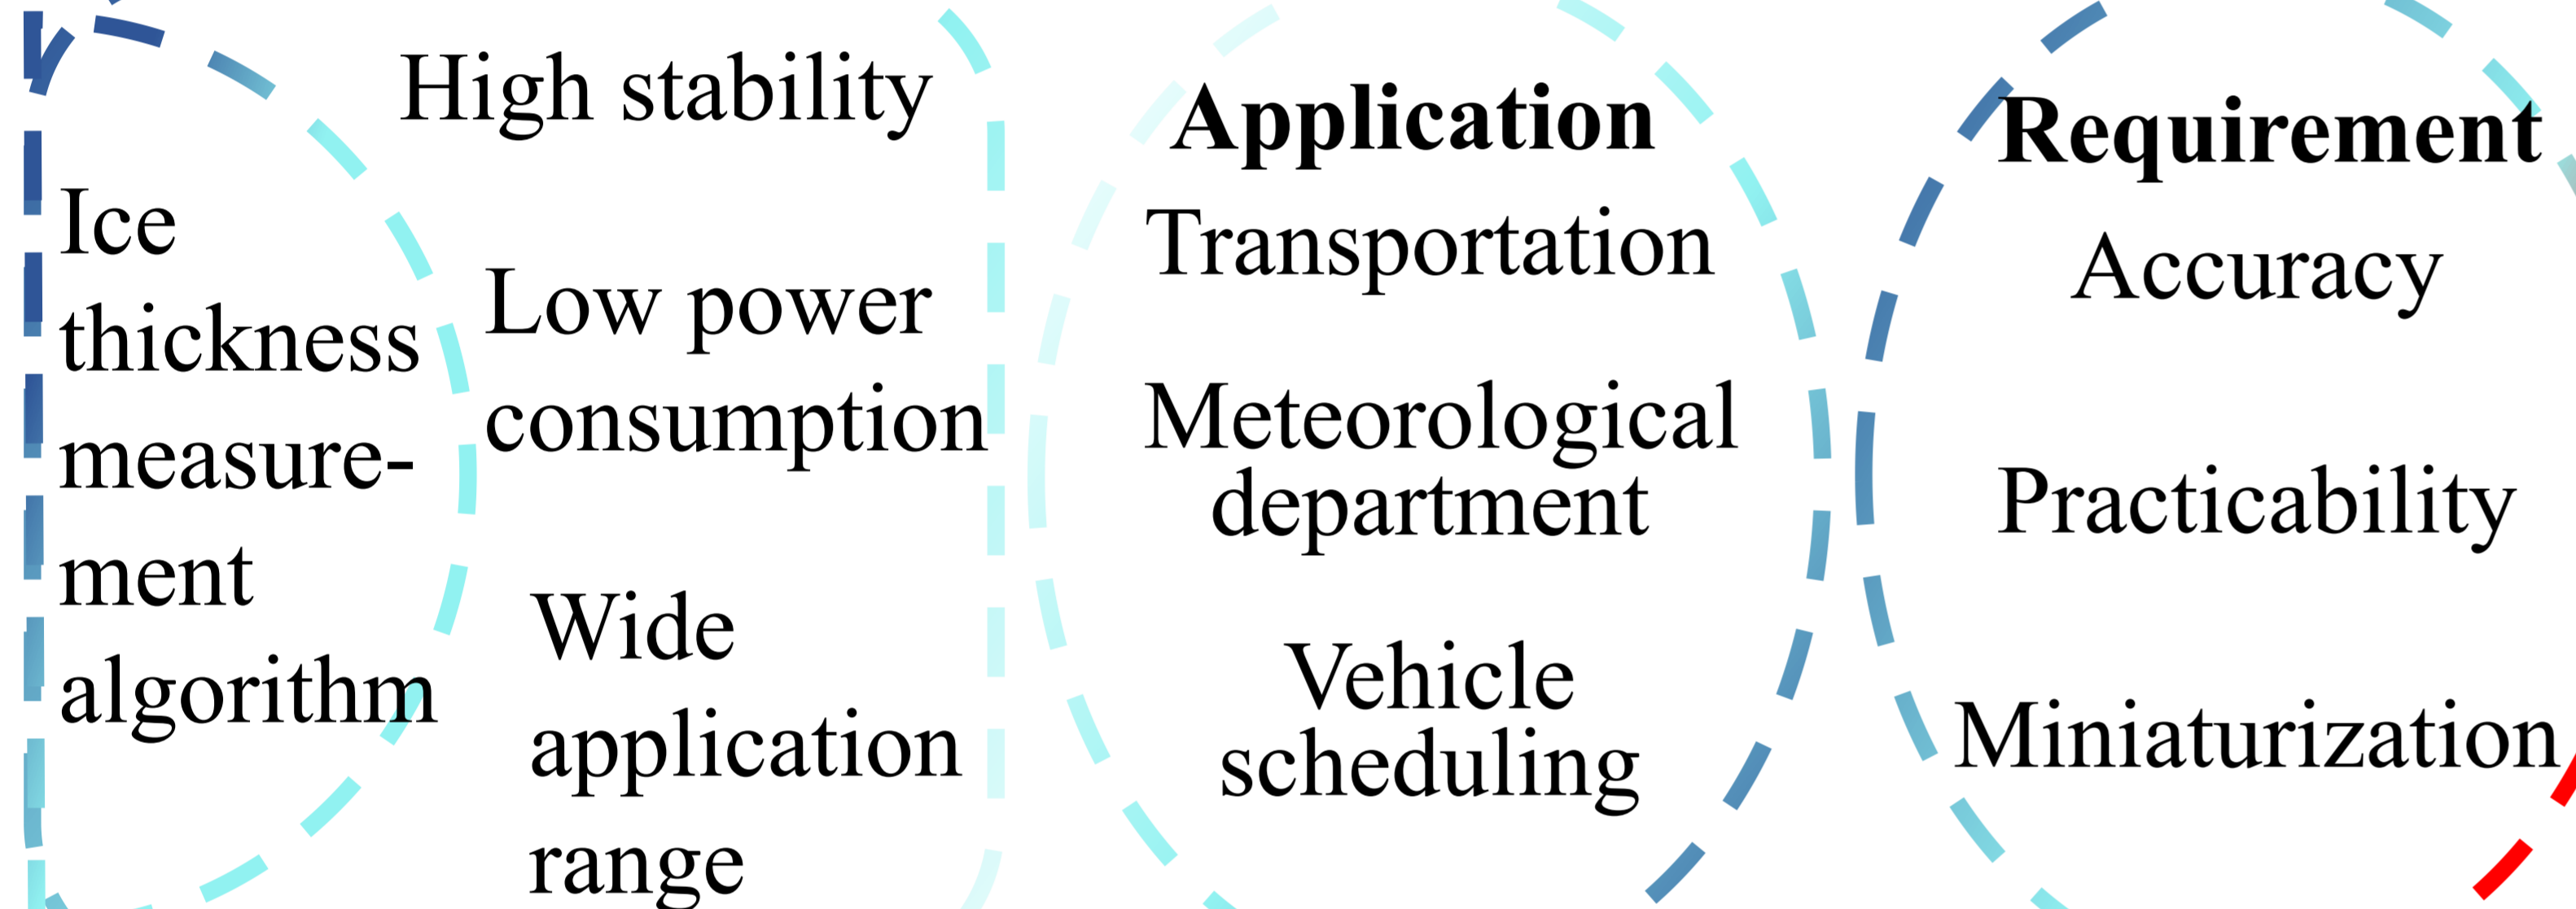 Ice
thickness
measure-
ment
algorithm
High stability
Low power
consumption
Wide
application
range
Application
Transportation
Meteorological
department
Vehicle
scheduling
Requirement
Accuracy
Practicability
Miniaturization